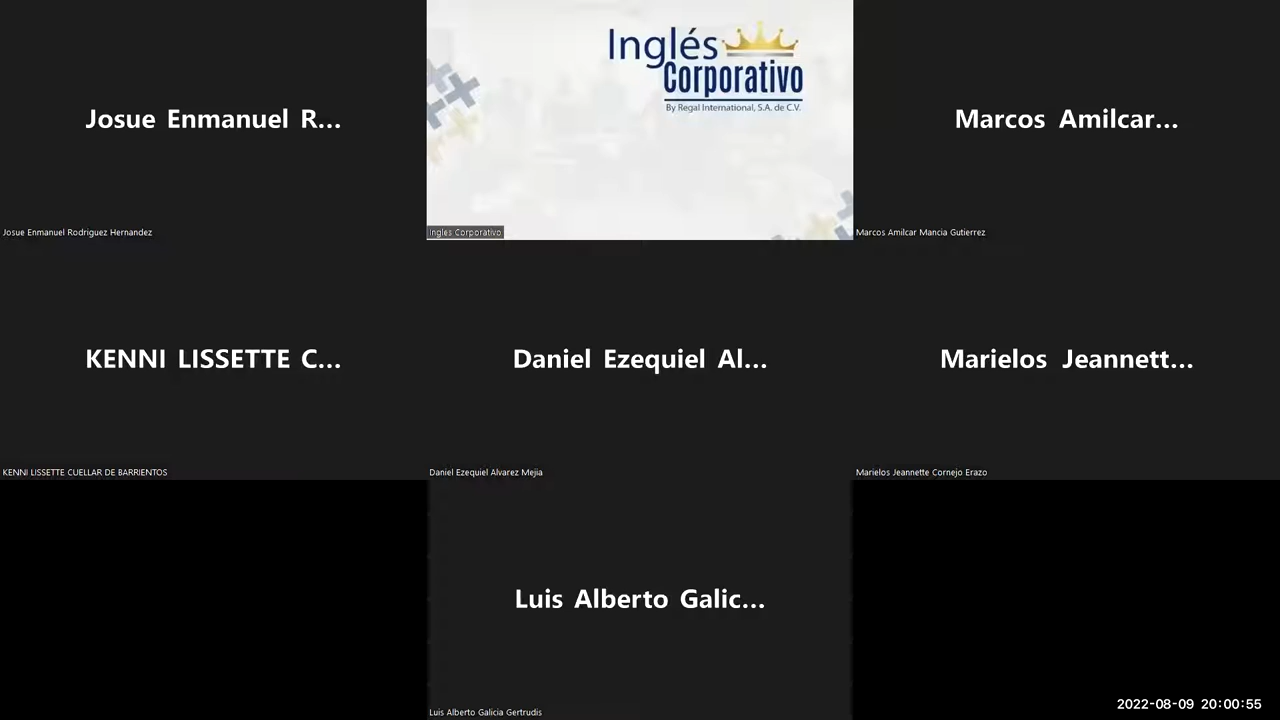 Josue Enmanuel R...
Josue Enmanuel Rodriguez Hernandez
Inglés
Corporativo
By Regal International, S.A. de C.V.
Ingles Corporativo
Marcos Amilcar...
Marcos Amilcar Mancia Gutierrez
KENNI LISSETTE C...
KENNI LISSETTE CUELLAR DE BARRIENTOS
Daniel Ezequiel Al...
Daniel Ezequiel Alvarez Mejia
Marielos Jeannett...
Marielos Jeannette Cornejo Erazo
Luis Alberto Galic...
Luis Alberto Galicia Gertrudis
2022-08-09 20:00:55